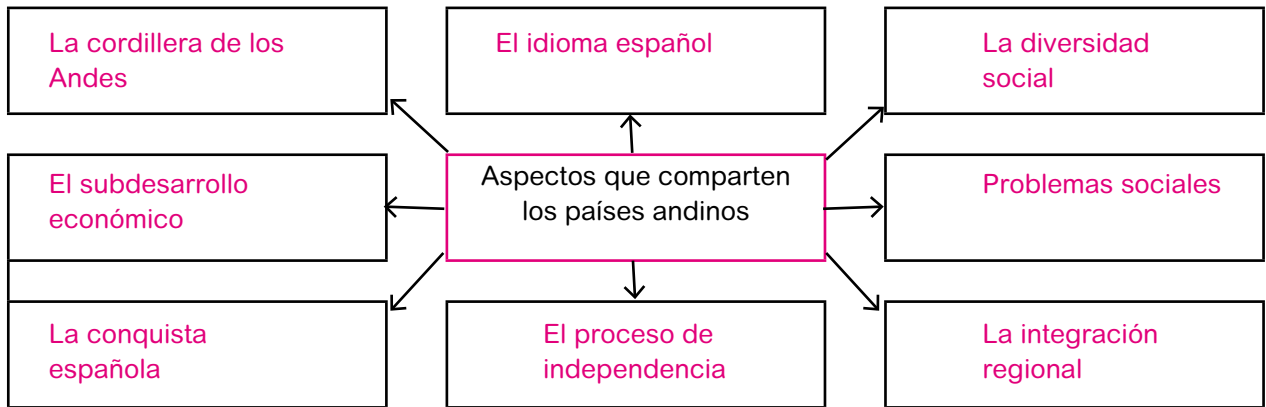 La cordillera de los
Andes
El idioma español
La diversidad
social
El subdesarrollo
económico
Aspectos que comparten
los países andinos
Problemas sociales
La conquista
española
El proceso de
independencia
La integración
regional